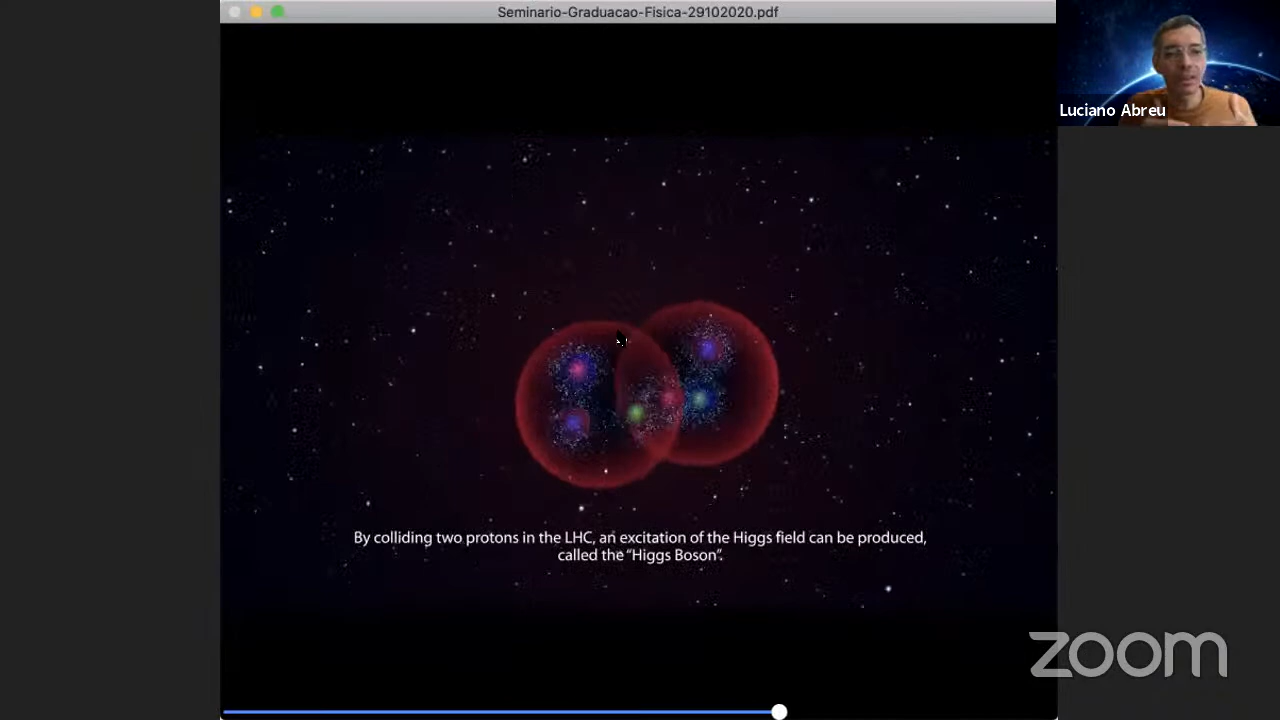 Seminario-Graduacao-Fisica-29102020.pdf
Luciano Abreu
By colliding two protons in the LHC, an excitation of the Higgs field can be produced,
called the “Higgs Boson”.
zoom